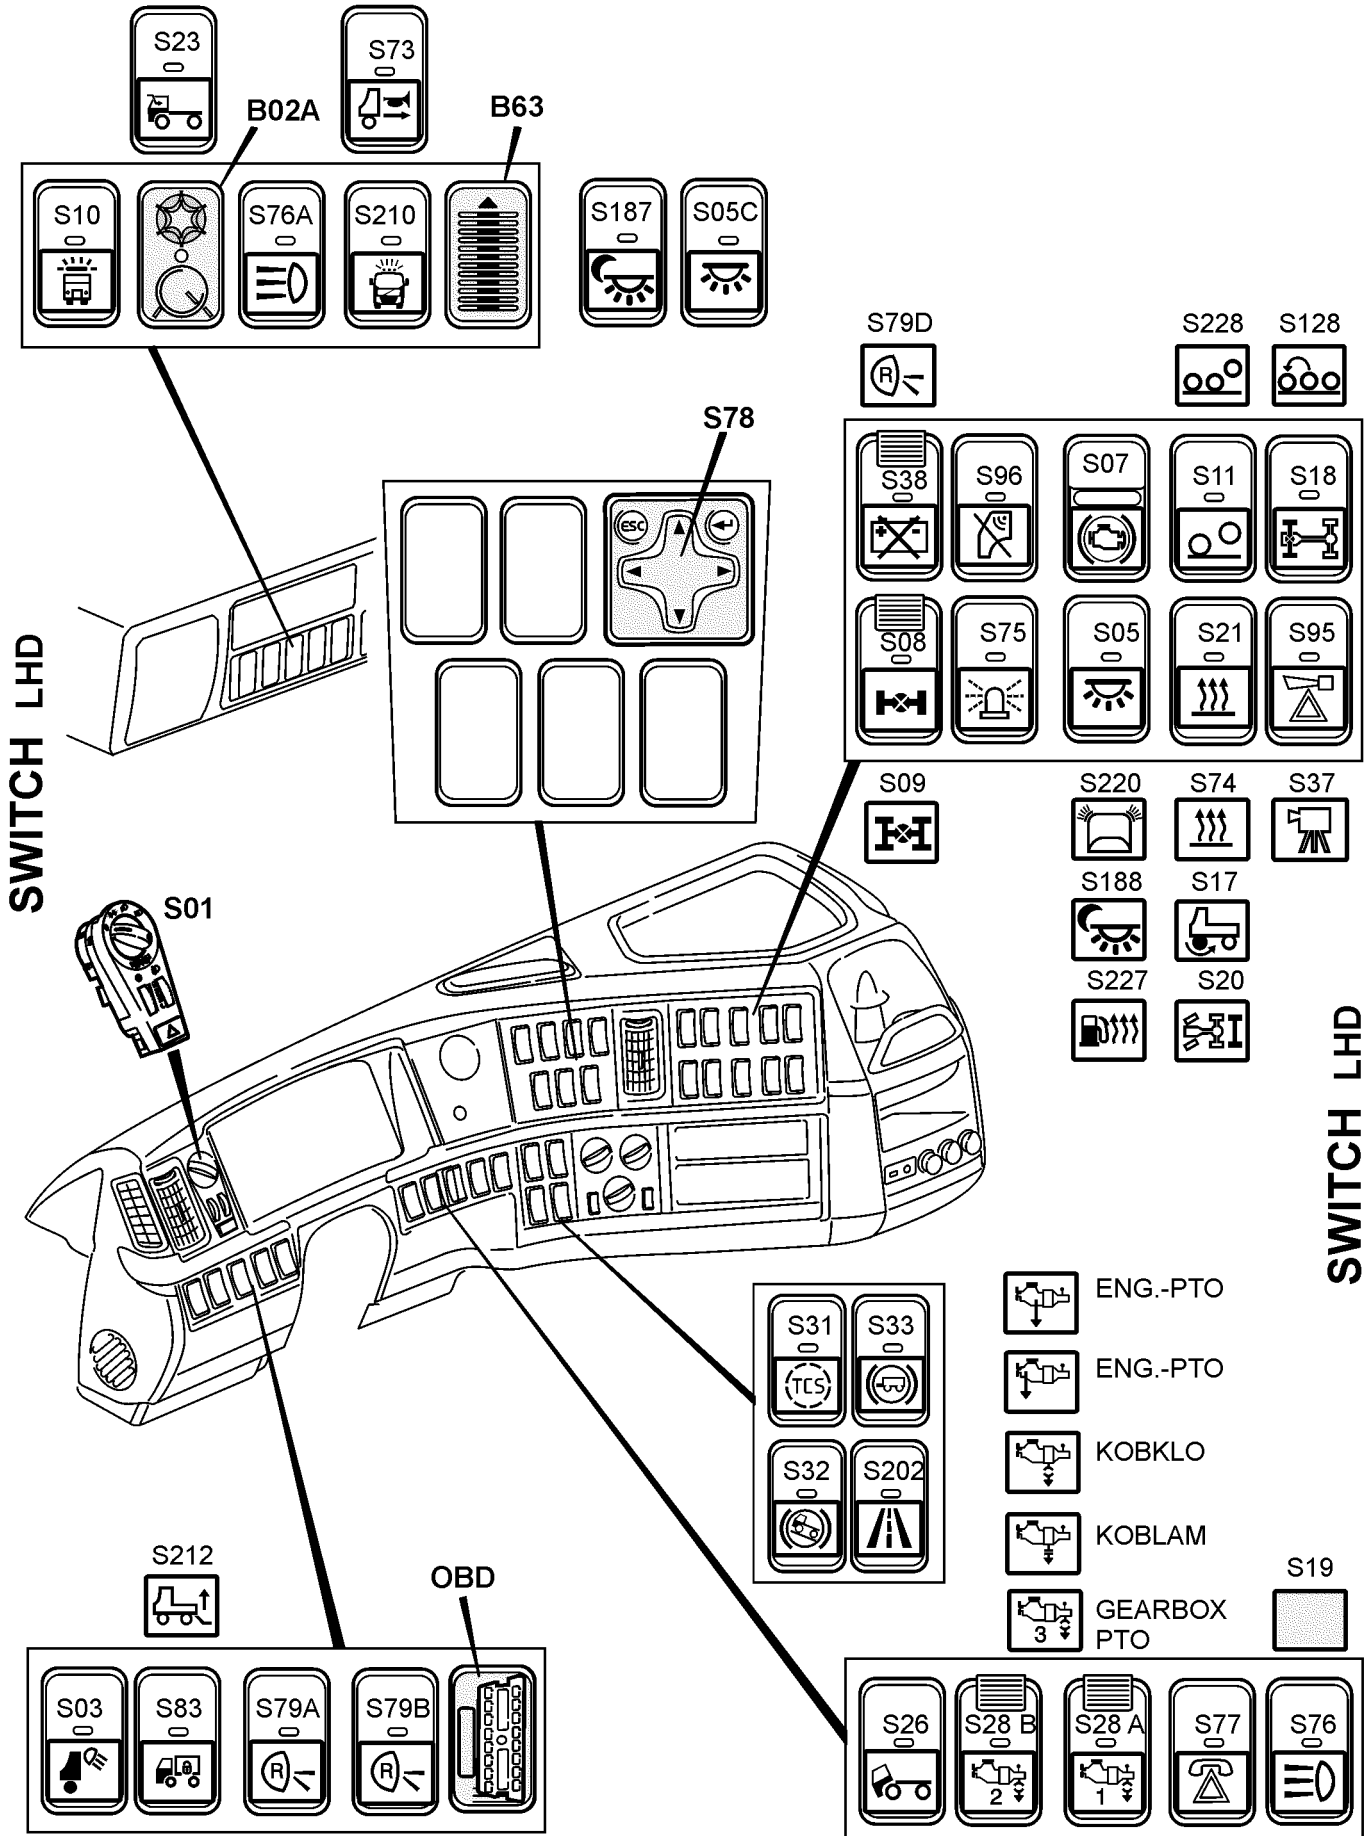 S23
S73
B02A
B63
S10
S76A
S210
S187
S05C
S79D
S228
S128
R
S78
ESC
S38
S96
S07
S11
S18
S08
S75
S05
S21
S95
SWITCH LHD
S09
S220
S74
S37
S188
S17
S01
S227
S20
SWITCH LHD
ENG.-PTO
S31
S33
TCS
ENG.-PTO
S32
S202
KOBKLO
KOBLAM
S212
OBD
S19
3
GEARBOX
PTO
S03
S83
S79A
S79B
R
R
S26
S28 B
S28 A
S77
S76
2
1